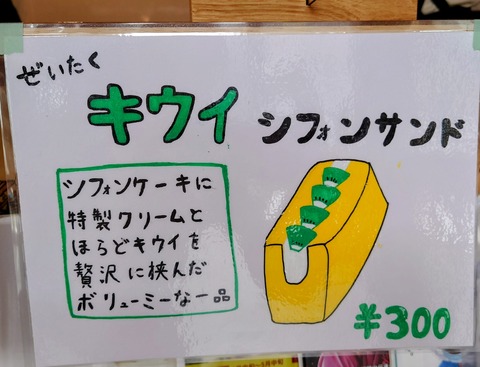 ぜいたく
キウイ シフォンサンド
シフォンケーキに
特製クリームと
ほらどキウイを
贅沢に挟んだ
ボリューミーな一品
¥300